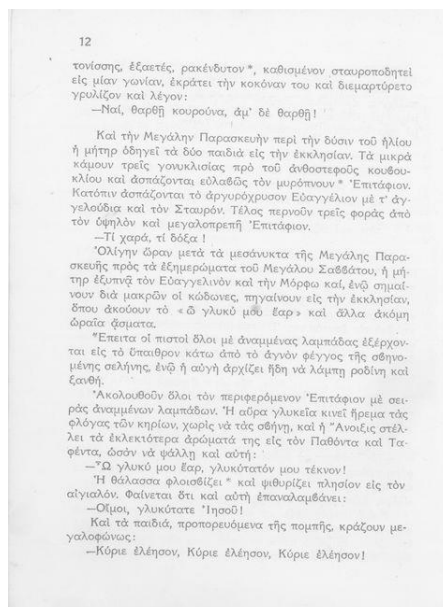 12
τονίσσης, ἑξαετές, ρακένδυτον*, καθισμένον σταυροποδητεὶ
εἰς μίαν γωνίαν, ἐκράτει τὴν κοκόναν του καὶ διεμαρτύρετο
γρυλίζον καὶ λέγον:
—Ναί, θαρθῇ κουρούνα, ἀμ' δὲ θαρθῇ!
Καὶ τὴν Μεγάλην Παρασκευὴν περὶ τὴν δύσιν τοῦ ἡλίου
ἡ μήτηρ ὁδηγεῖ τὰ δύο παιδιὰ εἰς τὴν ἐκκλησίαν. Τὰ μικρὰ
κάμουν τρεῖς γονυκλισίας πρὸ τοῦ ἀνθοστεφοῦς κουβου-
κλίου καὶ ἀσπάζονται εὐλαβῶς τὸν μυρόπνουν* Ἐπιτάφιον.
Κατόπιν ἀσπάζονται τὸ ἀργυρόχρυσον Εὐαγγέλιον μὲ τ' ἀγ-
γελούδια καὶ τὸν Σταυρόν. Τέλος περνοῦν τρεῖς φορὰς ἀπὸ
τὸν ὑψηλὸν καὶ μεγαλοπρεπῆ Ἐπιτάφιον.
—Τί χαρά, τί δόξα!
Ὀλίγην ὥραν μετὰ τὰ μεσάνυκτα τῆς Μεγάλης Παρα-
σκευῆς πρὸς τὰ ἐξημερώματα τοῦ Μεγάλου Σαββάτου, ἡ μή-
τηρ ἐξυπνᾷ τὸν Εὐαγγελινὸν καὶ τὴν Μόρφω καί, ἐνῷ σημαί-
νουν διὰ μακρῶν οἱ κώδωνες, πηγαίνουν εἰς τὴν ἐκκλησίαν,
ὅπου ἀκούουν τὸ «ὦ γλυκύ μου ἔαρ» καὶ ἄλλα ἀκόμη
ὡραῖα ᾄσματα.
Ἔπειτα οἱ πιστοὶ ὅλοι μὲ ἀναμμένας λαμπάδας ἐξέρχον-
ται εἰς τὸ ὕπαιθρον κάτω ἀπὸ τὸ ἁγνὸν φέγγος τῆς σβηνο-
μένης σελήνης, ἐνῷ ἡ αὐγὴ ἀρχίζει ἤδη νὰ λάμπῃ ροδίνη καὶ
ξανθή.
Ἀκολουθοῦν ὅλοι τὸν περιφερόμενον Ἐπιτάφιον μὲ σει-
ρὰς ἀναμμένων λαμπάδων. Ἡ αὔρα γλυκεῖα κινεῖ ἤρεμα τὰς
φλόγας τῶν κηρίων, χωρὶς νὰ τὰς σβήνῃ, καὶ ἡ Ἄνοιξις στέλ-
λει τὰ ἐκλεκτότερα ἀρώματά της εἰς τὸν Παθόντα καὶ Τα-
φέντα, ὡσὰν νὰ ψάλλῃ καὶ αὐτή:
—Ὦ γλυκύ μου ἔαρ, γλυκύτατόν μου τέκνον!
Ἡ θάλασσα φλοισβίζει* καὶ ψιθυρίζει πλησίον εἰς τὸν
αἰγιαλόν. Φαίνεται ὅτι καὶ αὐτὴ ἐπαναλαμβάνει:
—Οἴμοι, γλυκύτατε Ἰησοῦ!
Καὶ τὰ παιδιά, προπορευόμενα τῆς πομπῆς, κράζουν με-
γαλοφώνως:
—Κύριε ἐλέησον, Κύριε ἐλέησον, Κύριε ἐλέησον!